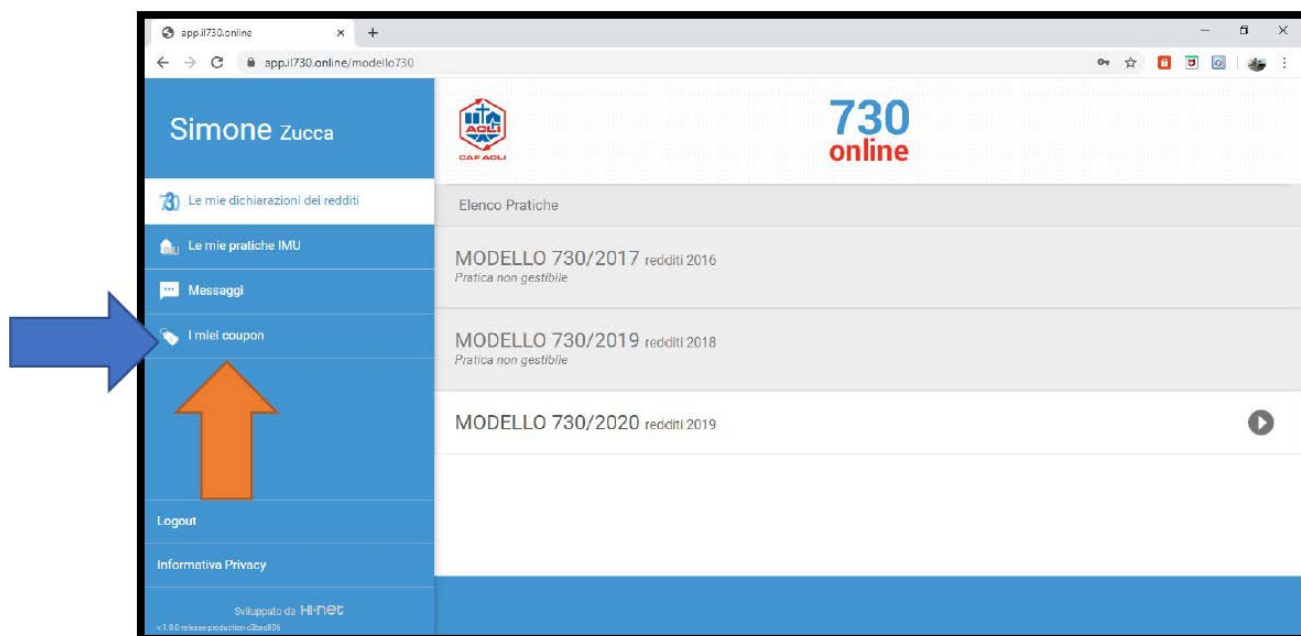 app.il730.online
app.il730.online/modello730
Simone Zucca
ACLI
CAF ACLI
730
online
Le mie dichiarazioni dei redditi
Le mie pratiche IMU
Messaggi
I miei coupon
Logout
Informativa Privacy
Sviluppato da Hi-net
Elenco Pratiche
MODELLO 730/2017 redditi 2016
Pratica non gestibile
MODELLO 730/2019 redditi 2018
Pratica non gestibile
MODELLO 730/2020 redditi 2019